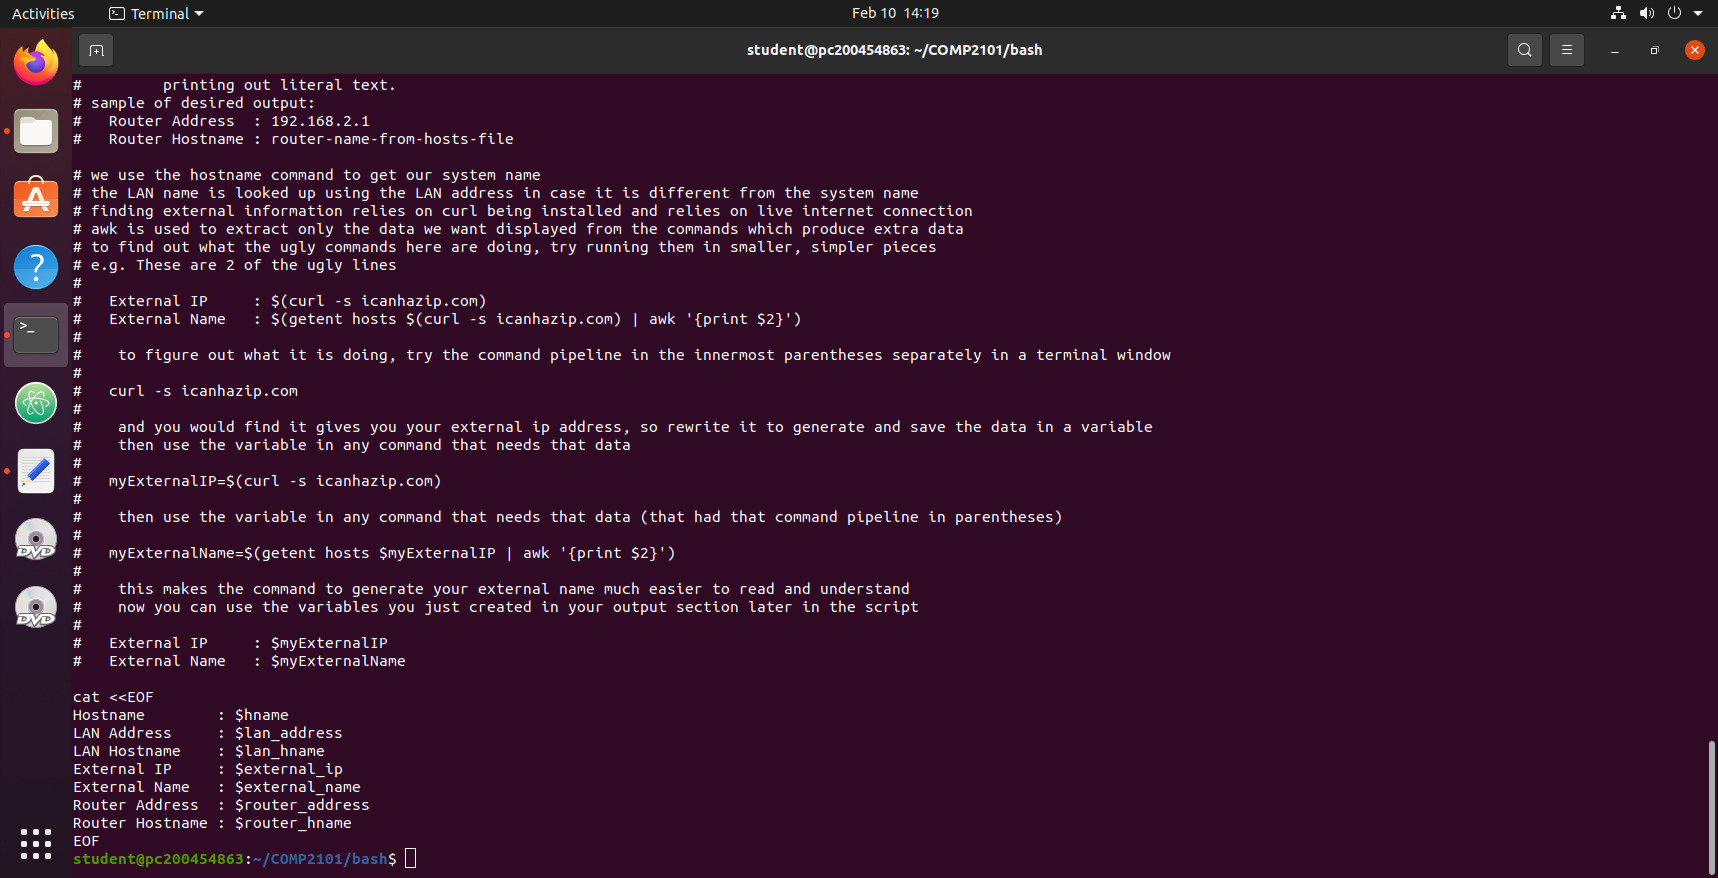 Activities
Terminal
Feb 10 14:19
student@pc200454863: ~/COMP2101/bash
#         printing out literal text.
# sample of desired output:
#   Router Address  : 192.168.2.1
#   Router Hostname : router-name-from-hosts-file
# we use the hostname command to get our system name
# the LAN name is looked up using the LAN address in case it is different from the system name
# finding external information relies on curl being installed and relies on live internet connection
# awk is used to extract only the data we want displayed from the commands which produce extra data
# to find out what the ugly commands here are doing, try running them in smaller, simpler pieces
# e.g. These are 2 of the ugly lines
#
#   External IP     : $(curl -s icanhazip.com)
#   External Name   : $(getent hosts $(curl -s icanhazip.com) | awk '{print $2}')
#
#    to figure out what it is doing, try the command pipeline in the innermost parentheses separately in a terminal window
#
#   curl -s icanhazip.com
#
#    and you would find it gives you your external ip address, so rewrite it to generate and save the data in a variable
#    then use the variable in any command that needs that data
#
#   myExternalIP=$(curl -s icanhazip.com)
#
#    then use the variable in any command that needs that data (that had that command pipeline in parentheses)
#
#   myExternalName=$(getent hosts $myExternalIP | awk '{print $2}')
#
#    this makes the command to generate your external name much easier to read and understand
#    now you can use the variables you just created in your output section later in the script
#
#   External IP     : $myExternalIP
#   External Name   : $myExternalName
cat <<EOF
Hostname        : $hname
LAN Address     : $lan_address
LAN Hostname    : $lan_hname
External IP     : $external_ip
External Name   : $external_name
Router Address  : $router_address
Router Hostname : $router_hname
EOF
student@pc200454863:~/COMP2101/bash$
?
>_
DVD
DVD